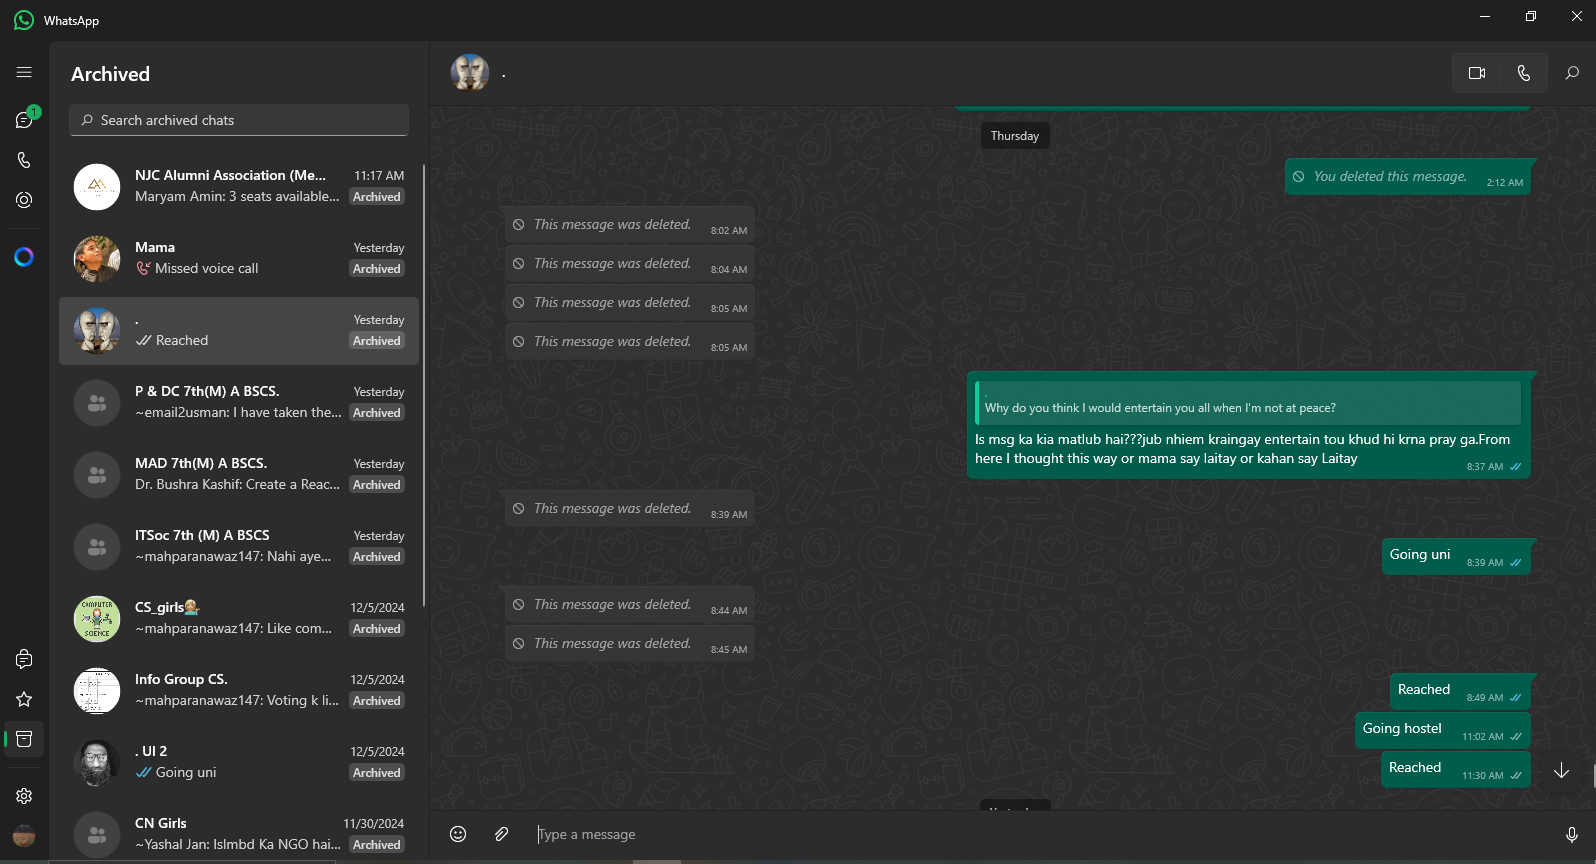 WhatsApp
Archived
Search archived chats
1
NJC Alumni Association (Me...
11:17 AM
Maryam Amin: 3 seats available...
Archived
Mama
Yesterday
Missed voice call
Archived
.
Yesterday
Reached
Archived
P & DC 7th(M) A BSCS.
Yesterday
~email2usman: I have taken the...
Archived
MAD 7th(M) A BSCS.
Yesterday
Dr. Bushra Kashif: Create a Reac...
Archived
ITSoc 7th (M) A BSCS
Yesterday
~mahparanawaz147: Nahi aye...
Archived
CS_girls💁🏼‍♀️
12/5/2024
~mahparanawaz147: Like com...
Archived
COMPUTER
SCIENCE
Info Group CS.
12/5/2024
~mahparanawaz147: Voting k li...
Archived
. UI 2
12/5/2024
Going uni
Archived
CN Girls
11/30/2024
~Yashal Jan: Islmbd Ka NGO hai...
Archived
.
Thursday
You deleted this message.
2:12 AM
This message was deleted.
8:02 AM
This message was deleted.
8:04 AM
This message was deleted.
8:05 AM
This message was deleted.
8:05 AM
.
Why do you think I would entertain you all when I'm not at peace?
Is msg ka kia matlub hai???jub nhiem kraingay entertain tou khud hi krna pray ga.From
here I thought this way or mama say laitay or kahan say Laitay
8:37 AM
This message was deleted.
8:39 AM
Going uni
8:39 AM
This message was deleted.
8:44 AM
This message was deleted.
8:45 AM
Reached
8:49 AM
Going hostel
11:02 AM
Reached
11:30 AM
Type a message